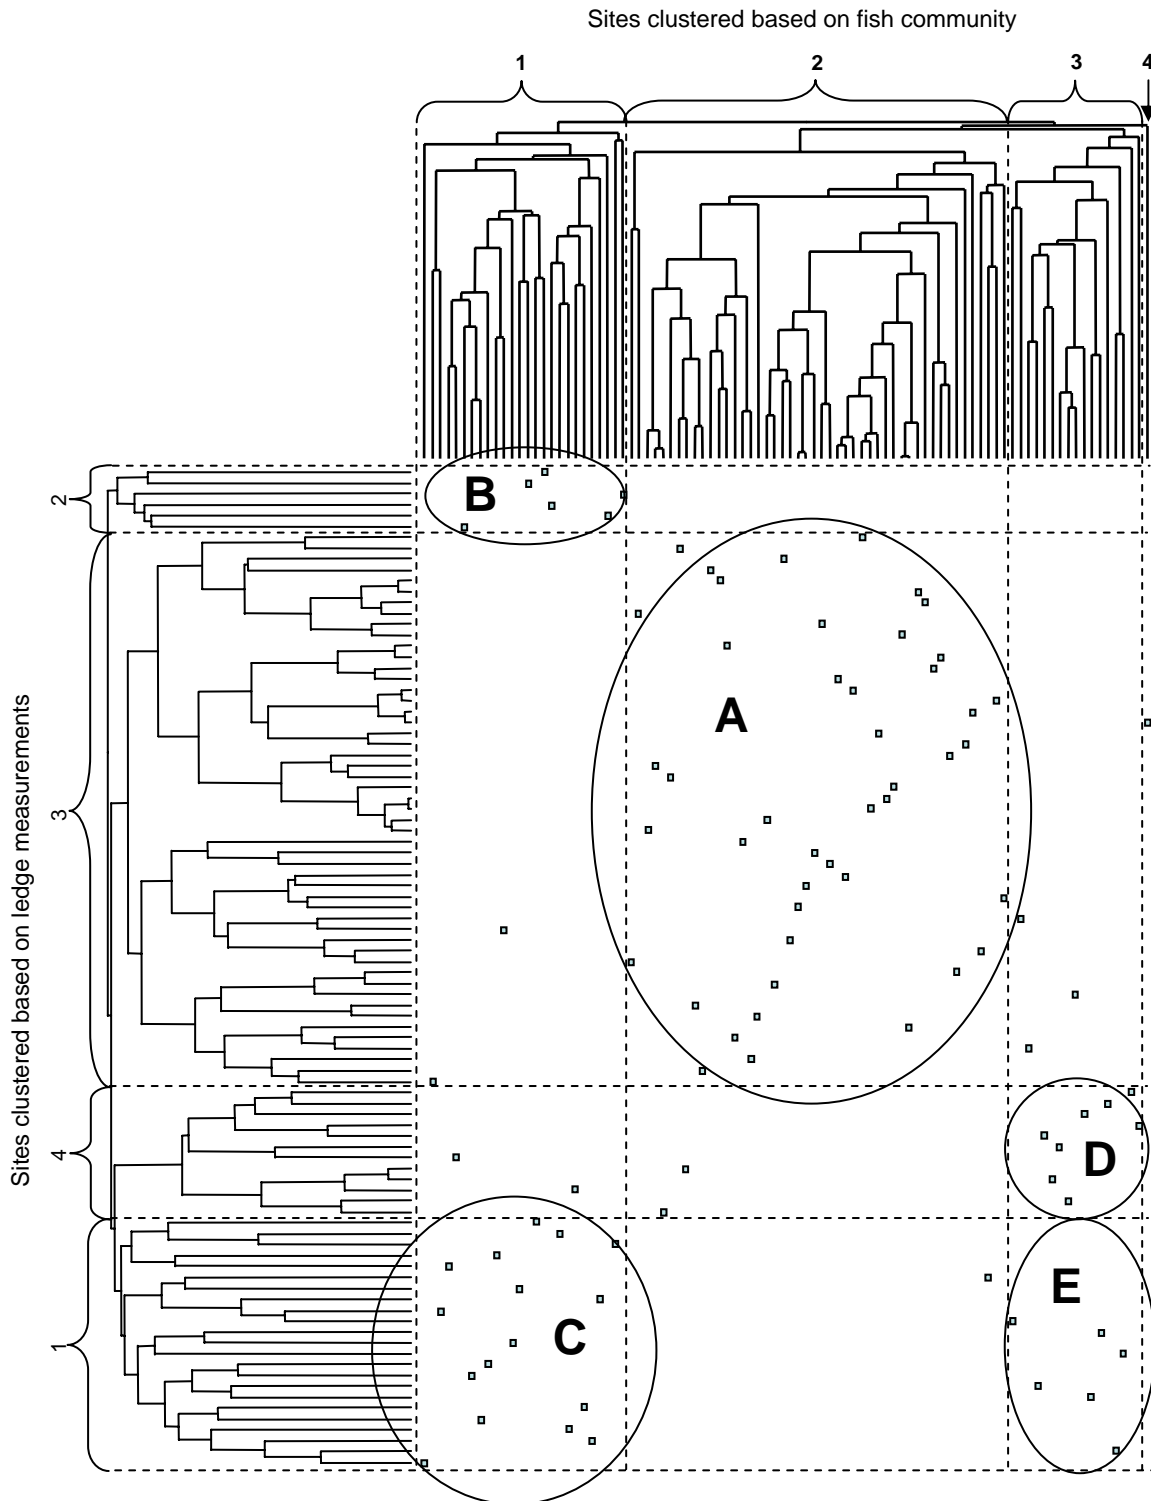 Sites clustered based on fish community
1
2
3
4
2
B
3
A
Sites clustered based on ledge measurements
4
D
1
C
E